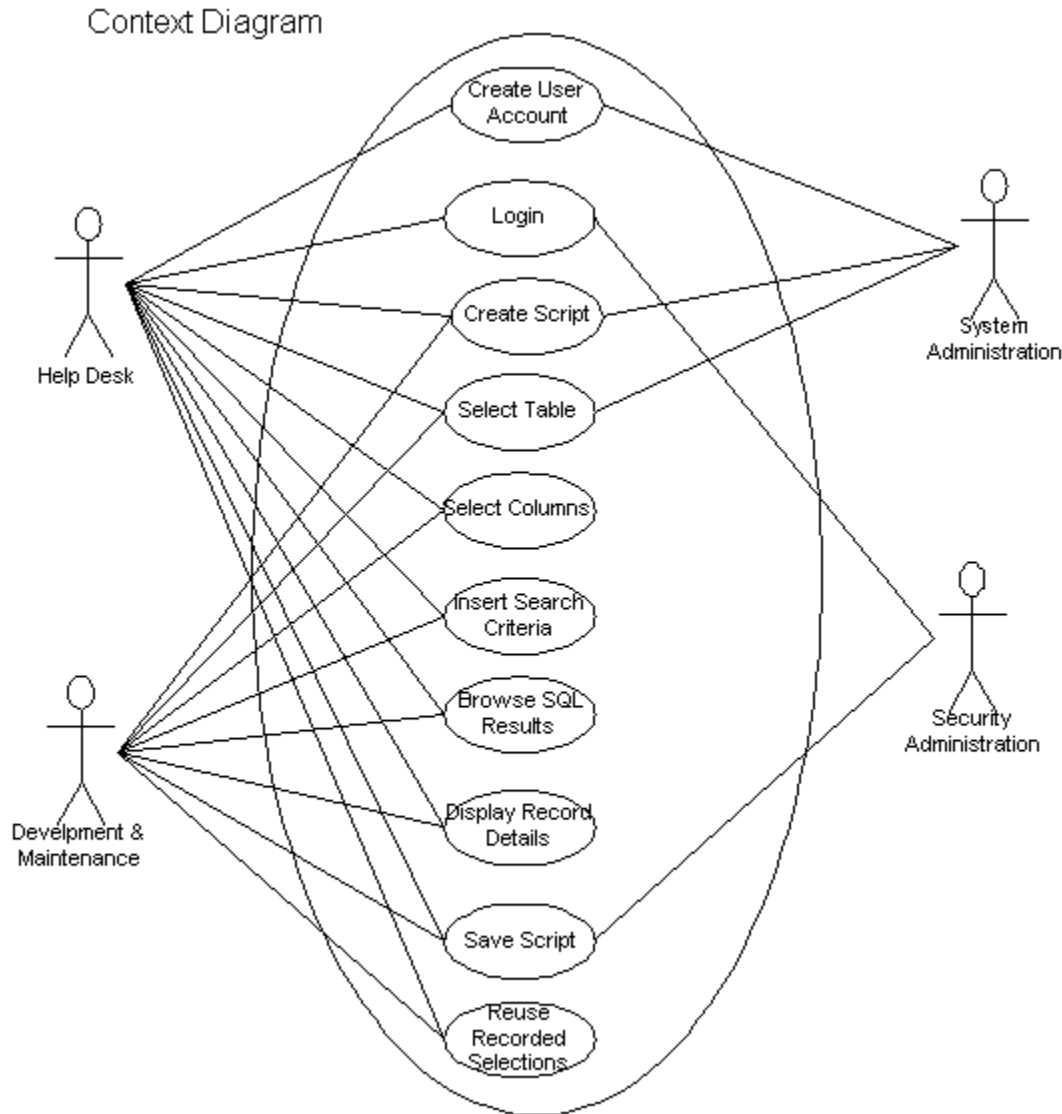 Context Diagram
Create User
Account
Login
Create Script
Select Table
Select Columns
Insert Search
Criteria
Browse SQL
Results
Display Record
Details
Save Script
Reuse
Recorded
Selections
Help Desk
Develpment &
Maintenance
System
Administration
Security
Administration